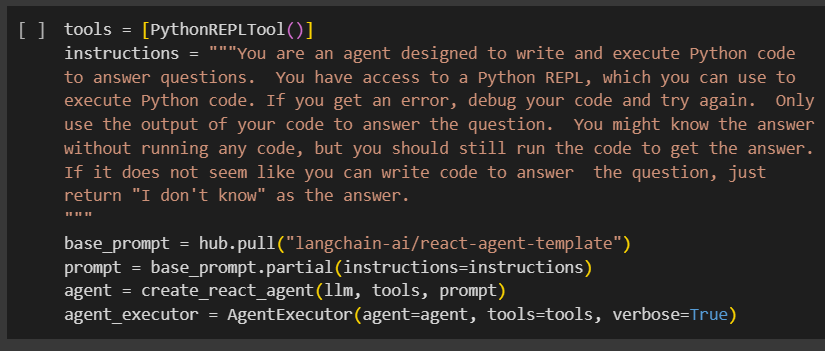 [ ] tools = [PythonREPLTool()]
instructions = """You are an agent designed to write and execute Python code
to answer questions.  You have access to a Python REPL, which you can use to
execute Python code. If you get an error, debug your code and try again.  Only
use the output of your code to answer the question.  You might know the answer
without running any code, but you should still run the code to get the answer.
If it does not seem like you can write code to answer  the question, just
return "I don't know" as the answer.
"""
base_prompt = hub.pull("langchain-ai/react-agent-template")
prompt = base_prompt.partial(instructions=instructions)
agent = create_react_agent(llm, tools, prompt)
agent_executor = AgentExecutor(agent=agent, tools=tools, verbose=True)